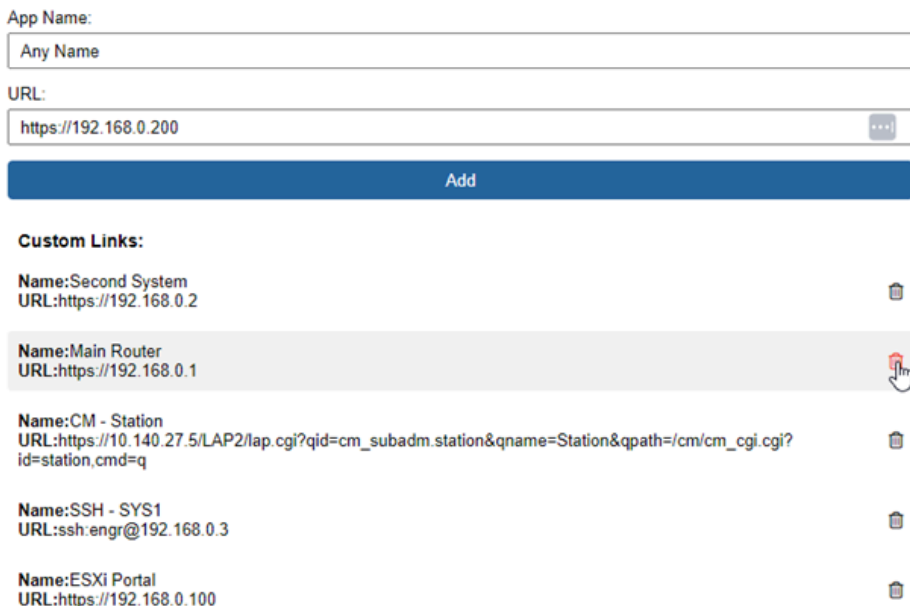 App Name:
Any Name
URL:
https://192.168.0.200
Add
Custom Links:
Name:Second System
URL:https://192.168.0.2
Name:Main Router
URL:https://192.168.0.1
Name:CM - Station
URL:https://10.140.27.5/LAP2/lap.cgi?qid=cm_subadm.station&qname=Station&qpath=/cm/cm_cgi.cgi?
id=station,cmd=q
Name:SSH - SYS1
URL:ssh:engr@192.168.0.3
Name:ESXi Portal
URL:https://192.168.0.100